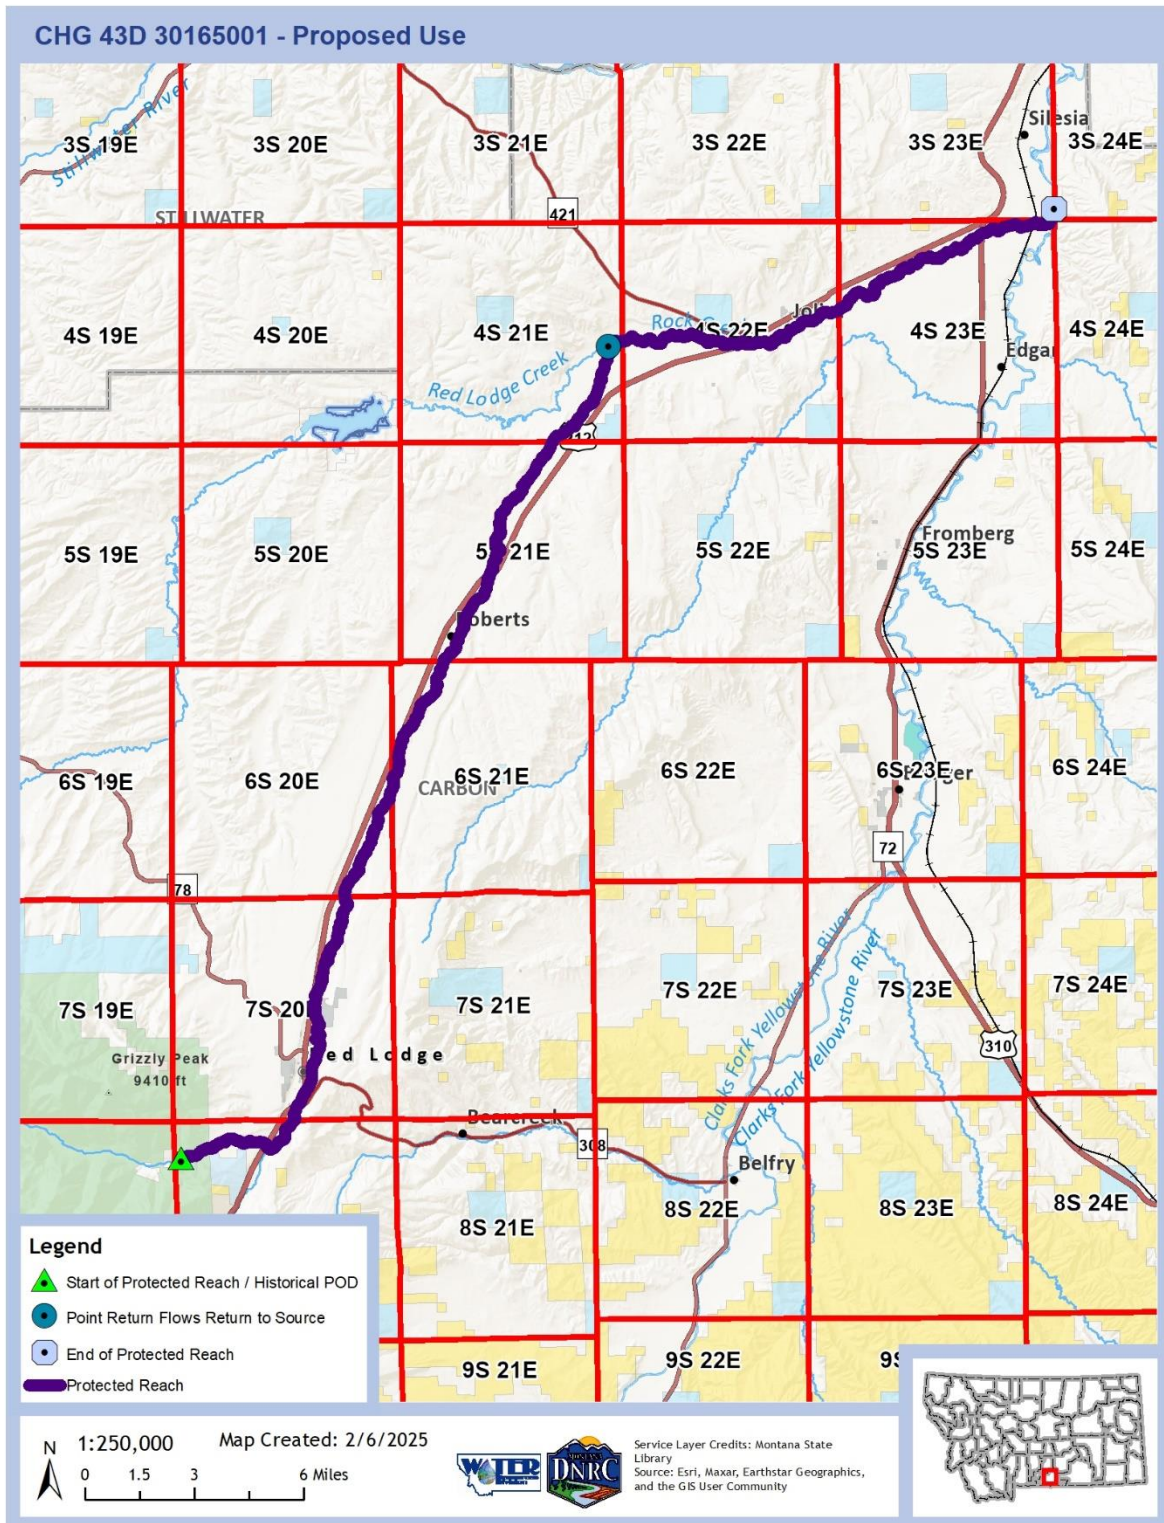 CHG 43D 30165001 - Proposed Use
Stillwater River
Silesia
3S 19E
3S 20E
3S 21E
3S 22E
3S 23E
3S 24E
STILLWATER
421
4S 19E
4S 20E
4S 21E
Rock
4S 22E
4S 23E
4S 24E
Edgar
Red Lodge Creek
212
5S 19E
5S 20E
21E
5S 22E
Fromberg
5S 23E
5S 24E
6S 19E
6S 20E
6S 21E
CARBON
6S 22E
6S 23E
6S 24E
72
78
7S 19E
7S 21E
7S 22E
7S 23E
7S 24E
Clarks Fork Yellowstone River
Clarks Fork Yellowstone River
Grizzly Peak
9410 ft
ed Lodge
310
Bearcreek
308
Belfry
8S 21E
8S 22E
8S 23E
8S 24E
9S 21E
9S 22E
Legend
Start of Protected Reach / Historical POD
Point Return Flows Return to Source
End of Protected Reach
Protected Reach
N
1:250,000
Map Created: 2/6/2025
0 1.5 3 6 Miles
WATER
MONTANA
DNRC
Service Layer Credits: Montana State
Library
Source: Esri, Maxar, Earthstar Geographics,
and the GIS User Community